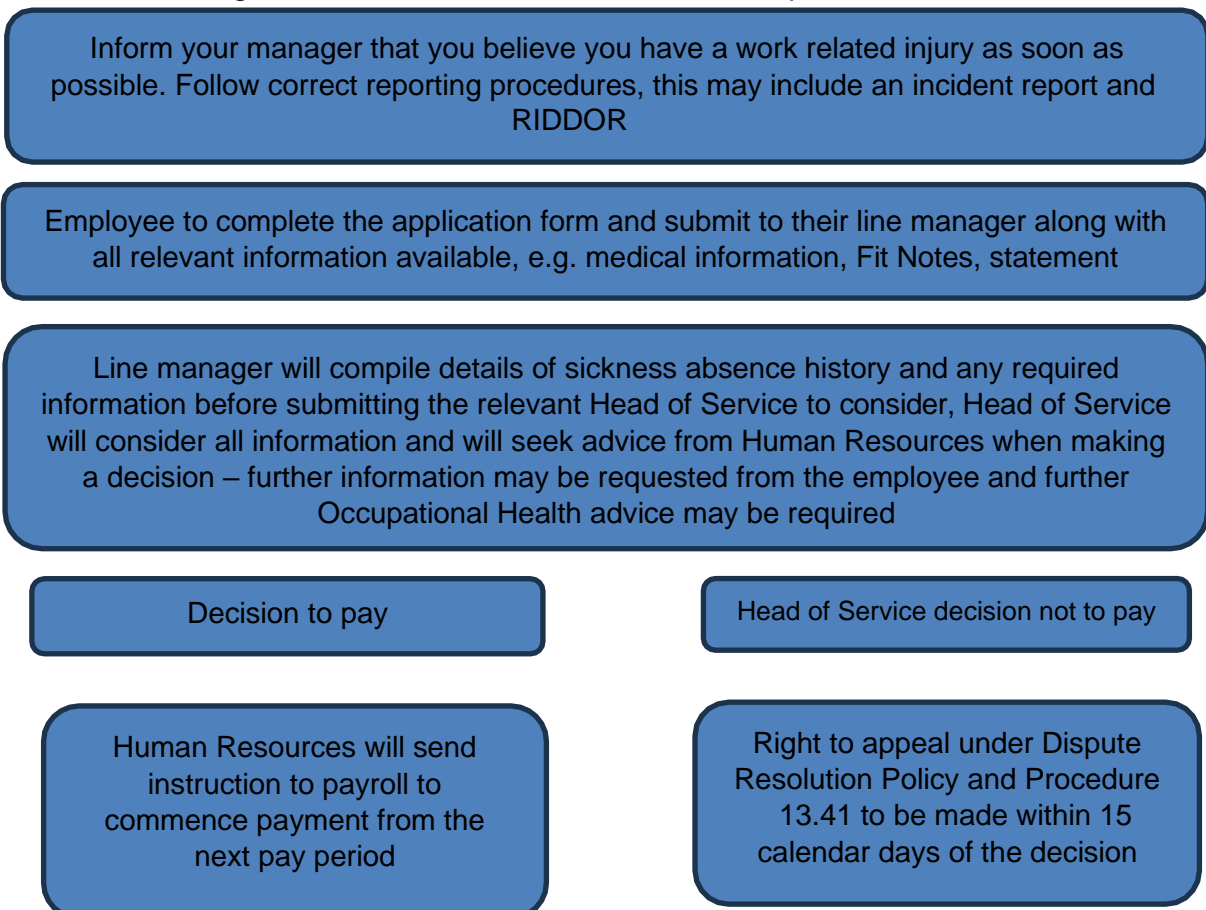 Inform your manager that you believe you have a work related injury as soon as
possible. Follow correct reporting procedures, this may include an incident report and
RIDDOR
Employee to complete the application form and submit to their line manager along with
all relevant information available, e.g. medical information, Fit Notes, statement
Line manager will compile details of sickness absence history and any required
information before submitting the relevant Head of Service to consider, Head of Service
will consider all information and will seek advice from Human Resources when making
a decision – further information may be requested from the employee and further
Occupational Health advice may be required
Decision to pay
Head of Service decision not to pay
Human Resources will send
instruction to payroll to
commence payment from the
next pay period
Right to appeal under Dispute
Resolution Policy and Procedure
13.41 to be made within 15
calendar days of the decision